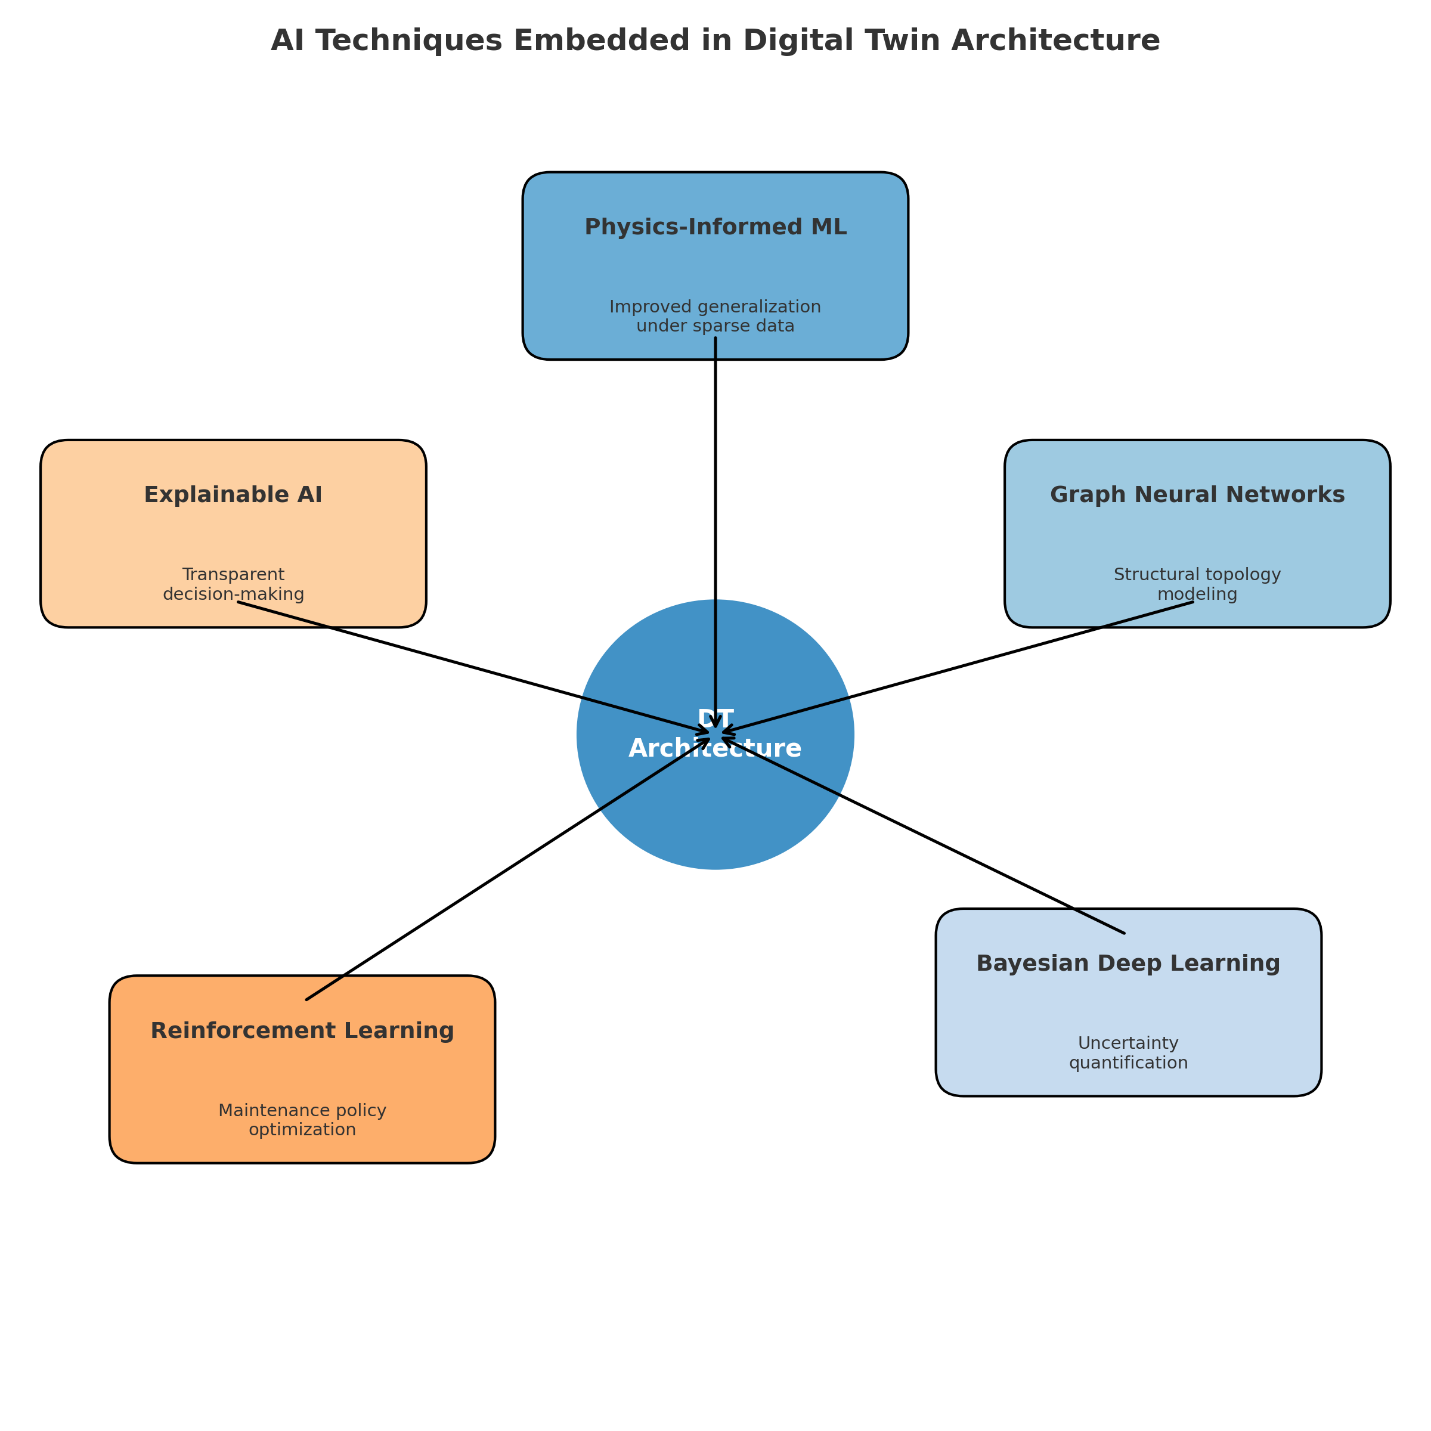 AI Techniques Embedded in Digital Twin Architecture
Physics-Informed ML
Improved generalization
under sparse data
Explainable AI
Transparent
decision-making
Graph Neural Networks
Structural topology
modeling
DT
Architecture
Bayesian Deep Learning
Uncertainty
quantification
Reinforcement Learning
Maintenance policy
optimization